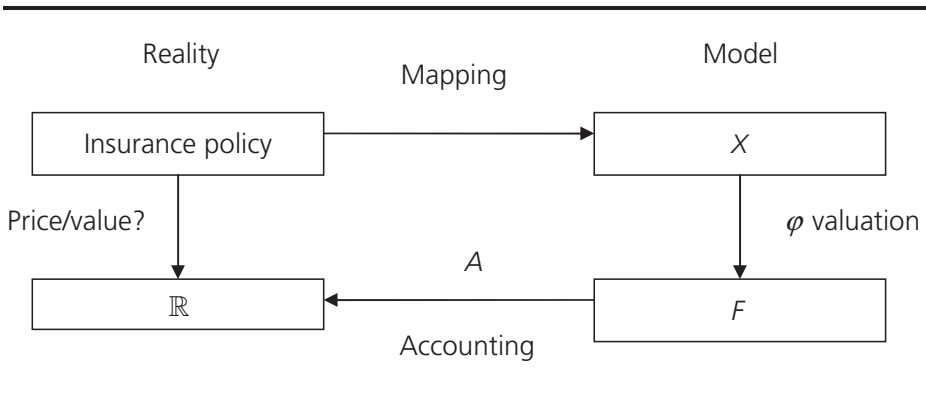 Reality
Model
Mapping
Insurance policy
X
Price/value?
φ valuation
A
ℝ
F
Accounting